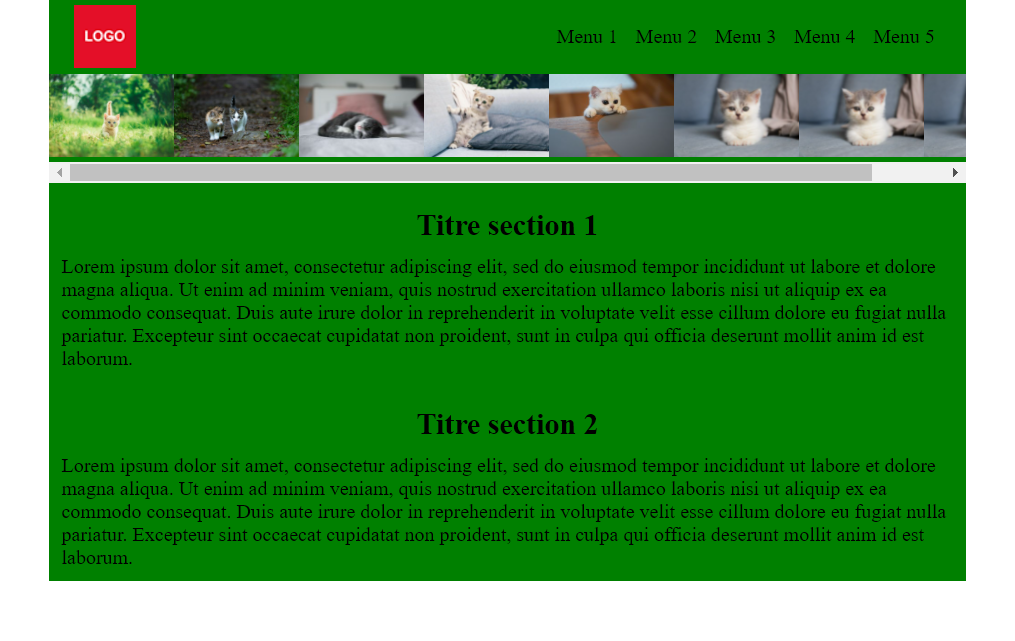 LOGO
Menu 1 Menu 2 Menu 3 Menu 4 Menu 5
Titre section 1
Lorem ipsum dolor sit amet, consectetur adipiscing elit, sed do eiusmod tempor incididunt ut labore et dolore
magna aliqua. Ut enim ad minim veniam, quis nostrud exercitation ullamco laboris nisi ut aliquip ex ea
commodo consequat. Duis aute irure dolor in reprehenderit in voluptate velit esse cillum dolore eu fugiat nulla
pariatur. Excepteur sint occaecat cupidatat non proident, sunt in culpa qui officia deserunt mollit anim id est
laborum.
Titre section 2
Lorem ipsum dolor sit amet, consectetur adipiscing elit, sed do eiusmod tempor incididunt ut labore et dolore
magna aliqua. Ut enim ad minim veniam, quis nostrud exercitation ullamco laboris nisi ut aliquip ex ea
commodo consequat. Duis aute irure dolor in reprehenderit in voluptate velit esse cillum dolore eu fugiat nulla
pariatur. Excepteur sint occaecat cupidatat non proident, sunt in culpa qui officia deserunt mollit anim id est
laborum.